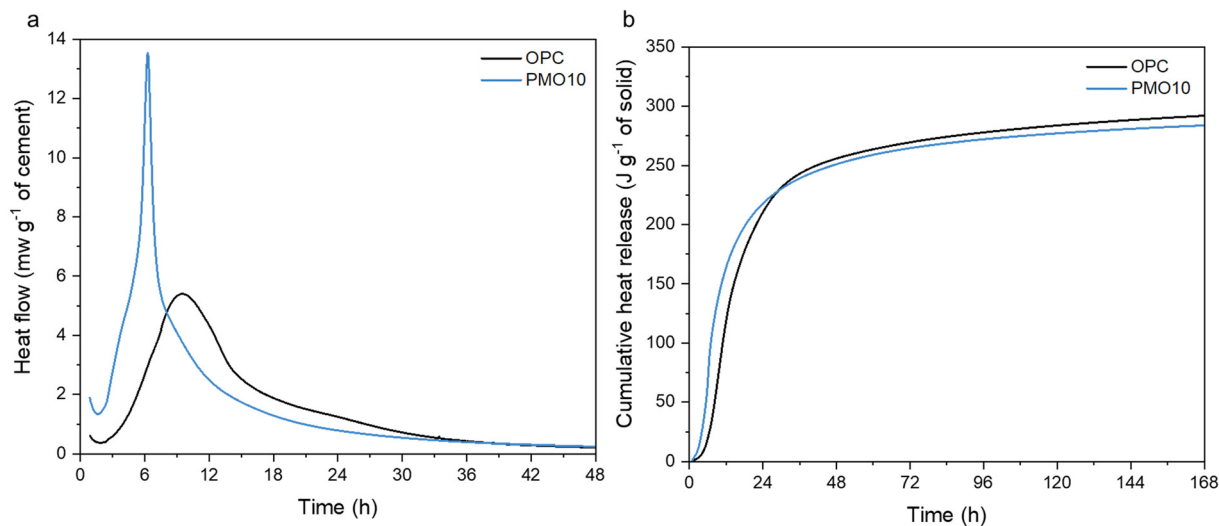 a
Heat flow (mw g⁻¹ of cement)
14
12
10
8
6
4
2
0
OPC
PMO10
0 6 12 18 24 30 36 42 48
Time (h)
b
Cumulative heat release (J g⁻¹ of solid)
350
300
250
200
150
100
50
0
OPC
PMO10
0 24 48 72 96 120 144 168
Time (h)